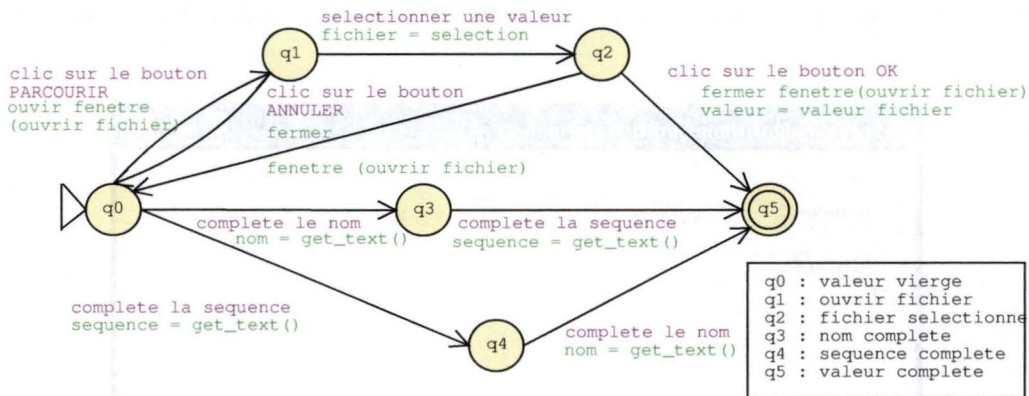 selectionner une valeur
fichier = selection
q1
q2
clic sur le bouton
PARCOURIR
ouvir fenetre
(ouvrir fichier)
clic sur le bouton
ANNULER
fermer
fenetre (ouvrir fichier)
clic sur le bouton OK
fermer fenetre(ouvrir fichier)
valeur = valeur fichier
q0
q3
q5
complete le nom
nom = get_text()
complete la sequence
sequence = get_text()
complete la sequence
sequence = get_text()
q4
complete le nom
nom = get_text()
q0 : valeur vierge
q1 : ouvrir fichier
q2 : fichier selectionne
q3 : nom complete
q4 : sequence complete
q5 : valeur complete